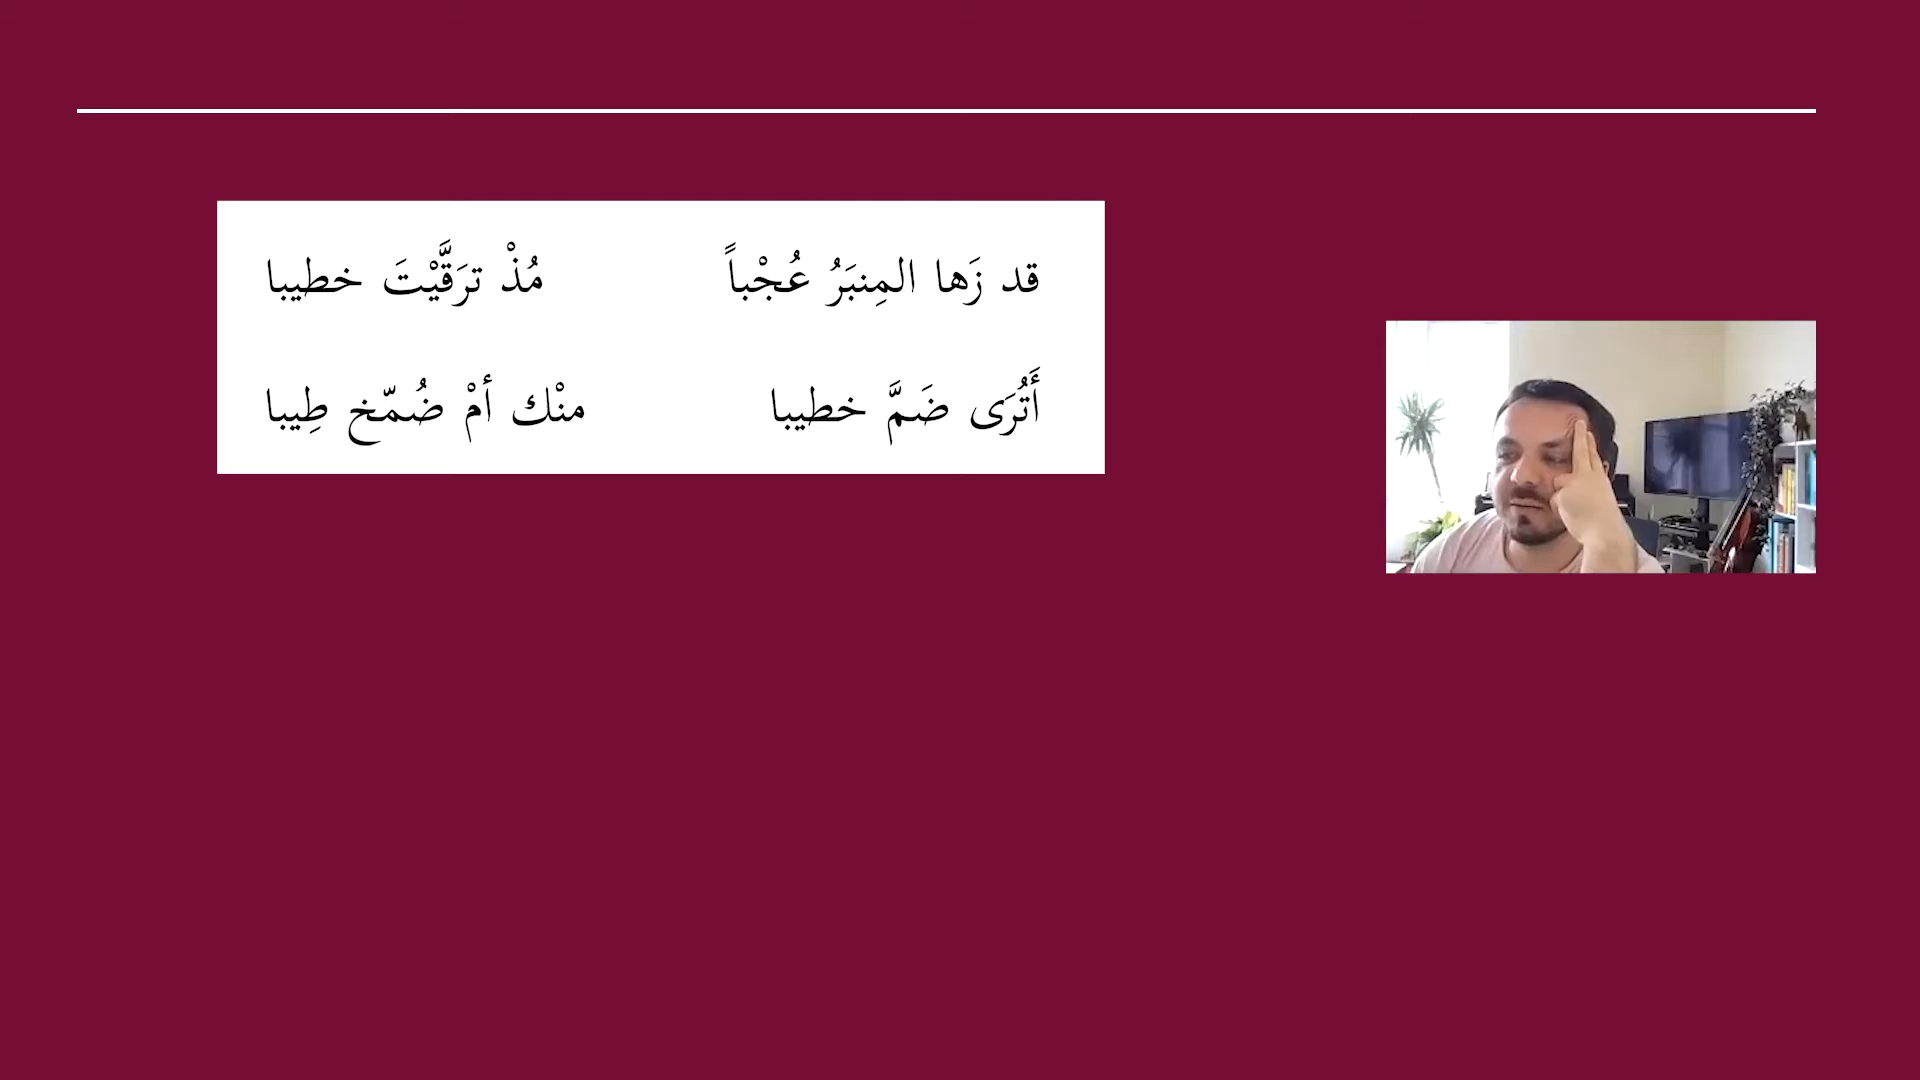 قد زَها المِنبَرُ عُجْباً مُذْ ترَقَّيْتَ خطيبا
أَتُرَى ضَمَّ خطيبا منْك أمْ ضُمّخ طِيبا